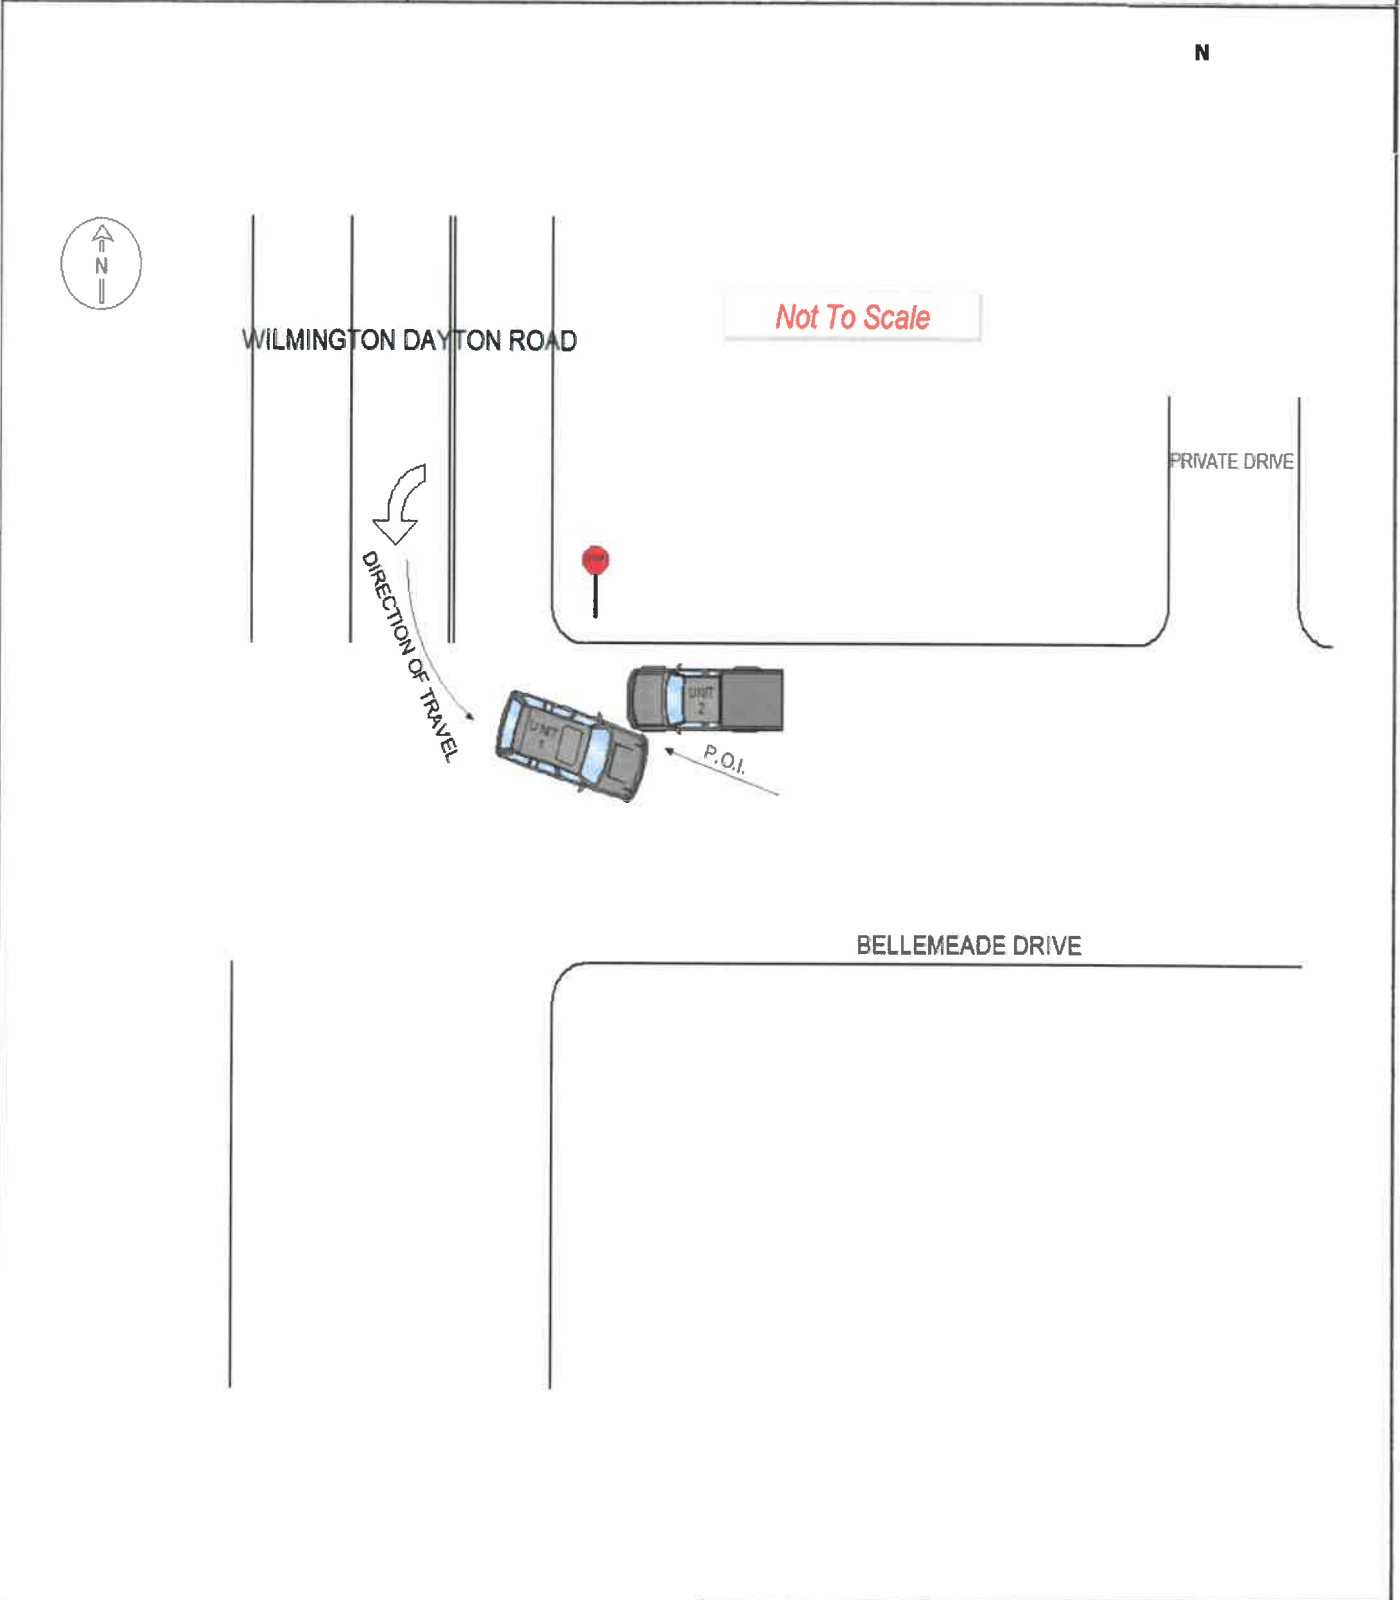 N
N
Not To Scale
WILMINGTON DAYTON ROAD
PRIVATE DRIVE
DIRECTION OF TRAVEL
UNIT
2
UNIT
1
P.O.I.
BELLEMEADE DRIVE